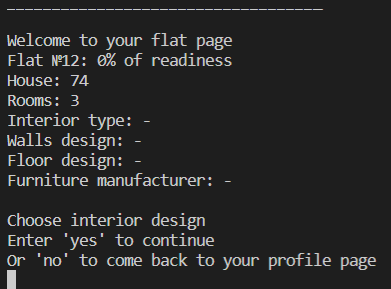 ___________________________________
Welcome to your flat page
Flat №12: 0% of readiness
House: 74
Rooms: 3
Interior type: -
Walls design: -
Floor design: -
Furniture manufacturer: -
Choose interior design
Enter 'yes' to continue
Or 'no' to come back to your profile page